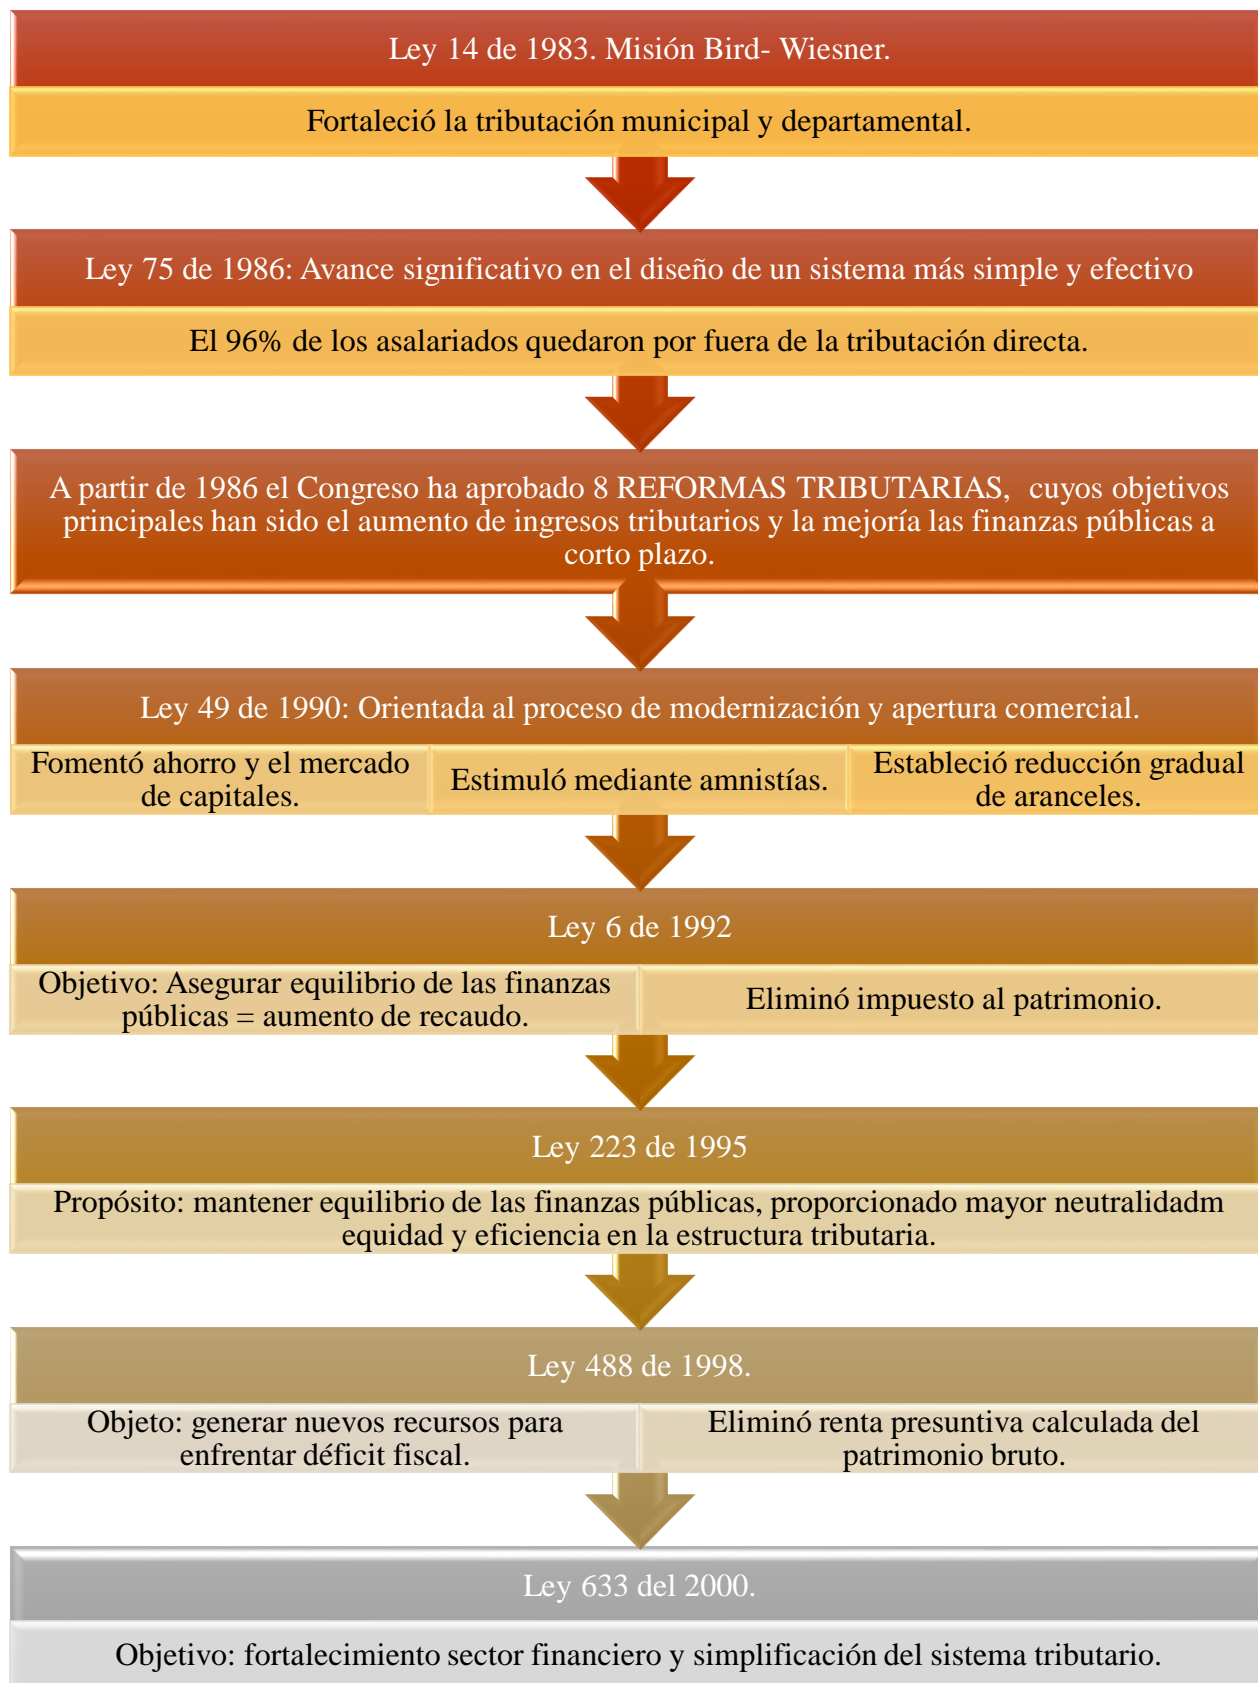 Ley 14 de 1983. Misión Bird- Wiesner.
Fortaleció la tributación municipal y departamental.
Ley 75 de 1986: Avance significativo en el diseño de un sistema más simple y efectivo
El 96% de los asalariados quedaron por fuera de la tributación directa.
A partir de 1986 el Congreso ha aprobado 8 REFORMAS TRIBUTARIAS, cuyos objetivos
principales han sido el aumento de ingresos tributarios y la mejoría las finanzas públicas a
corto plazo.
Ley 49 de 1990: Orientada al proceso de modernización y apertura comercial.
Fomentó ahorro y el mercado
de capitales.
Estimuló mediante amnistías.
Estableció reducción gradual
de aranceles.
Ley 6 de 1992
Objetivo: Asegurar equilibrio de las finanzas
públicas = aumento de recaudo.
Eliminó impuesto al patrimonio.
Ley 223 de 1995
Propósito: mantener equilibrio de las finanzas públicas, proporcionado mayor neutralidadm
equidad y eficiencia en la estructura tributaria.
Ley 488 de 1998.
Objeto: generar nuevos recursos para
enfrentar déficit fiscal.
Eliminó renta presuntiva calculada del
patrimonio bruto.
Ley 633 del 2000.
Objetivo: fortalecimiento sector financiero y simplificación del sistema tributario.